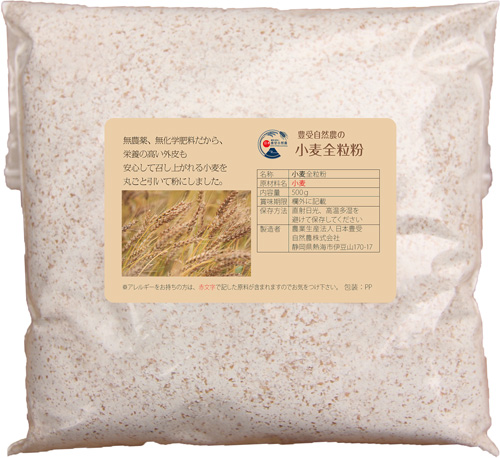 無農薬、無化学肥料だから、
栄養の高い外皮も
安心して召し上がれる小麦を
丸ごと引いて粉にしました。
豊受自然農の
小麦全粒粉
名称 小麦全粒粉
原材料名 小麦
内容量 500g
賞味期限 欄外に記載
保存方法 直射日光、高温多湿を
避けて保存してください
製造者 農業生産法人 日本豊受
自然農株式会社
静岡県熱海市伊豆山170-17
※アレルギーをお持ちの方は、赤文字で記した原料が含まれますのでお気をつけ下さい。 包装：PP